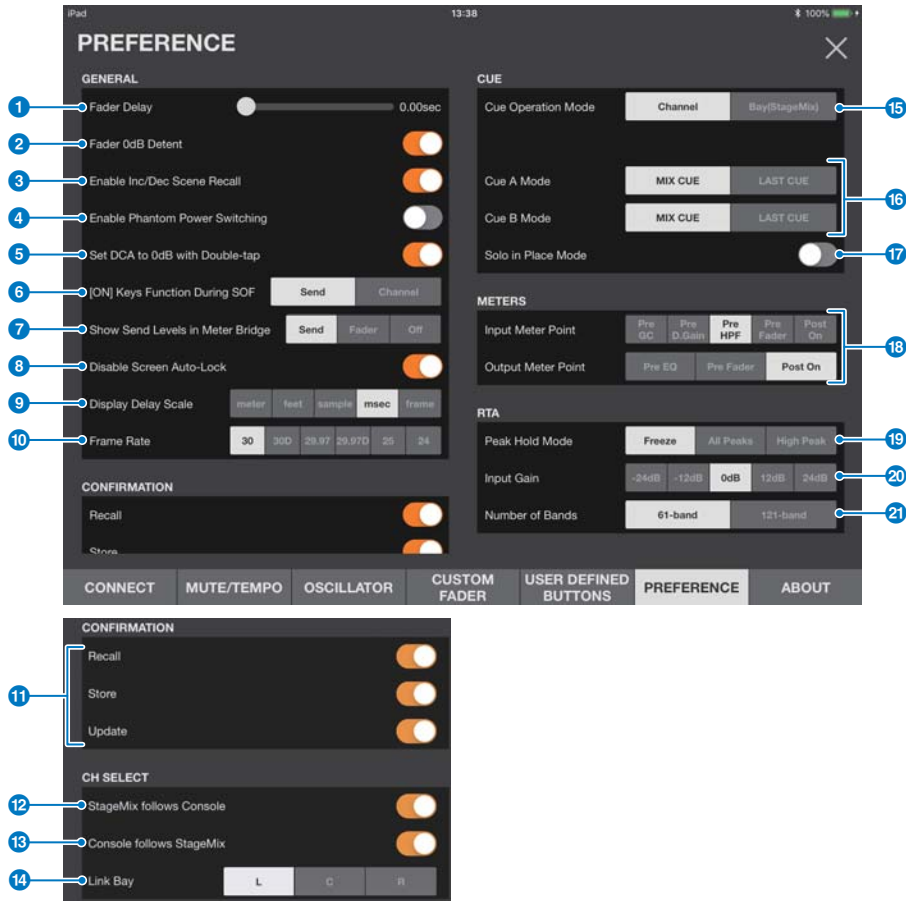 iPad 13:38 100%
PREFERENCE
GENERAL
1 Fader Delay 0.00sec
2 Fader 0dB Detent
3 Enable Inc/Dec Scene Recall
4 Enable Phantom Power Switching
5 Set DCA to 0dB with Double-tap
6 [ON] Keys Function During SOF Send Channel
7 Show Send Levels in Meter Bridge Send Fader Off
8 Disable Screen Auto-Lock
9 Display Delay Scale meter feet sample msec frame
10 Frame Rate 30 30D 29.97 29.97D 25 24
CONFIRMATION
Recall
Store
CUE
Cue Operation Mode Channel Bay(StageMix) 15
Cue A Mode MIX CUE LAST CUE
16
Cue B Mode MIX CUE LAST CUE
Solo in Place Mode 17
METERS
Input Meter Point Pre GC Pre D.Gain Pre HPF Pre Fader Post On
18
Output Meter Point Pre EQ Pre Fader Post On
RTA
Peak Hold Mode Freeze All Peaks High Peak 19
Input Gain -24dB -12dB 0dB 12dB 24dB 20
Number of Bands 61-band 121-band 21
CONNECT MUTE/TEMPO OSCILLATOR CUSTOM FADER USER DEFINED BUTTONS PREFERENCE ABOUT
CONFIRMATION
Recall
11 Store
Update
CH SELECT
12 StageMix follows Console
13 Console follows StageMix
14 Link Bay L C R